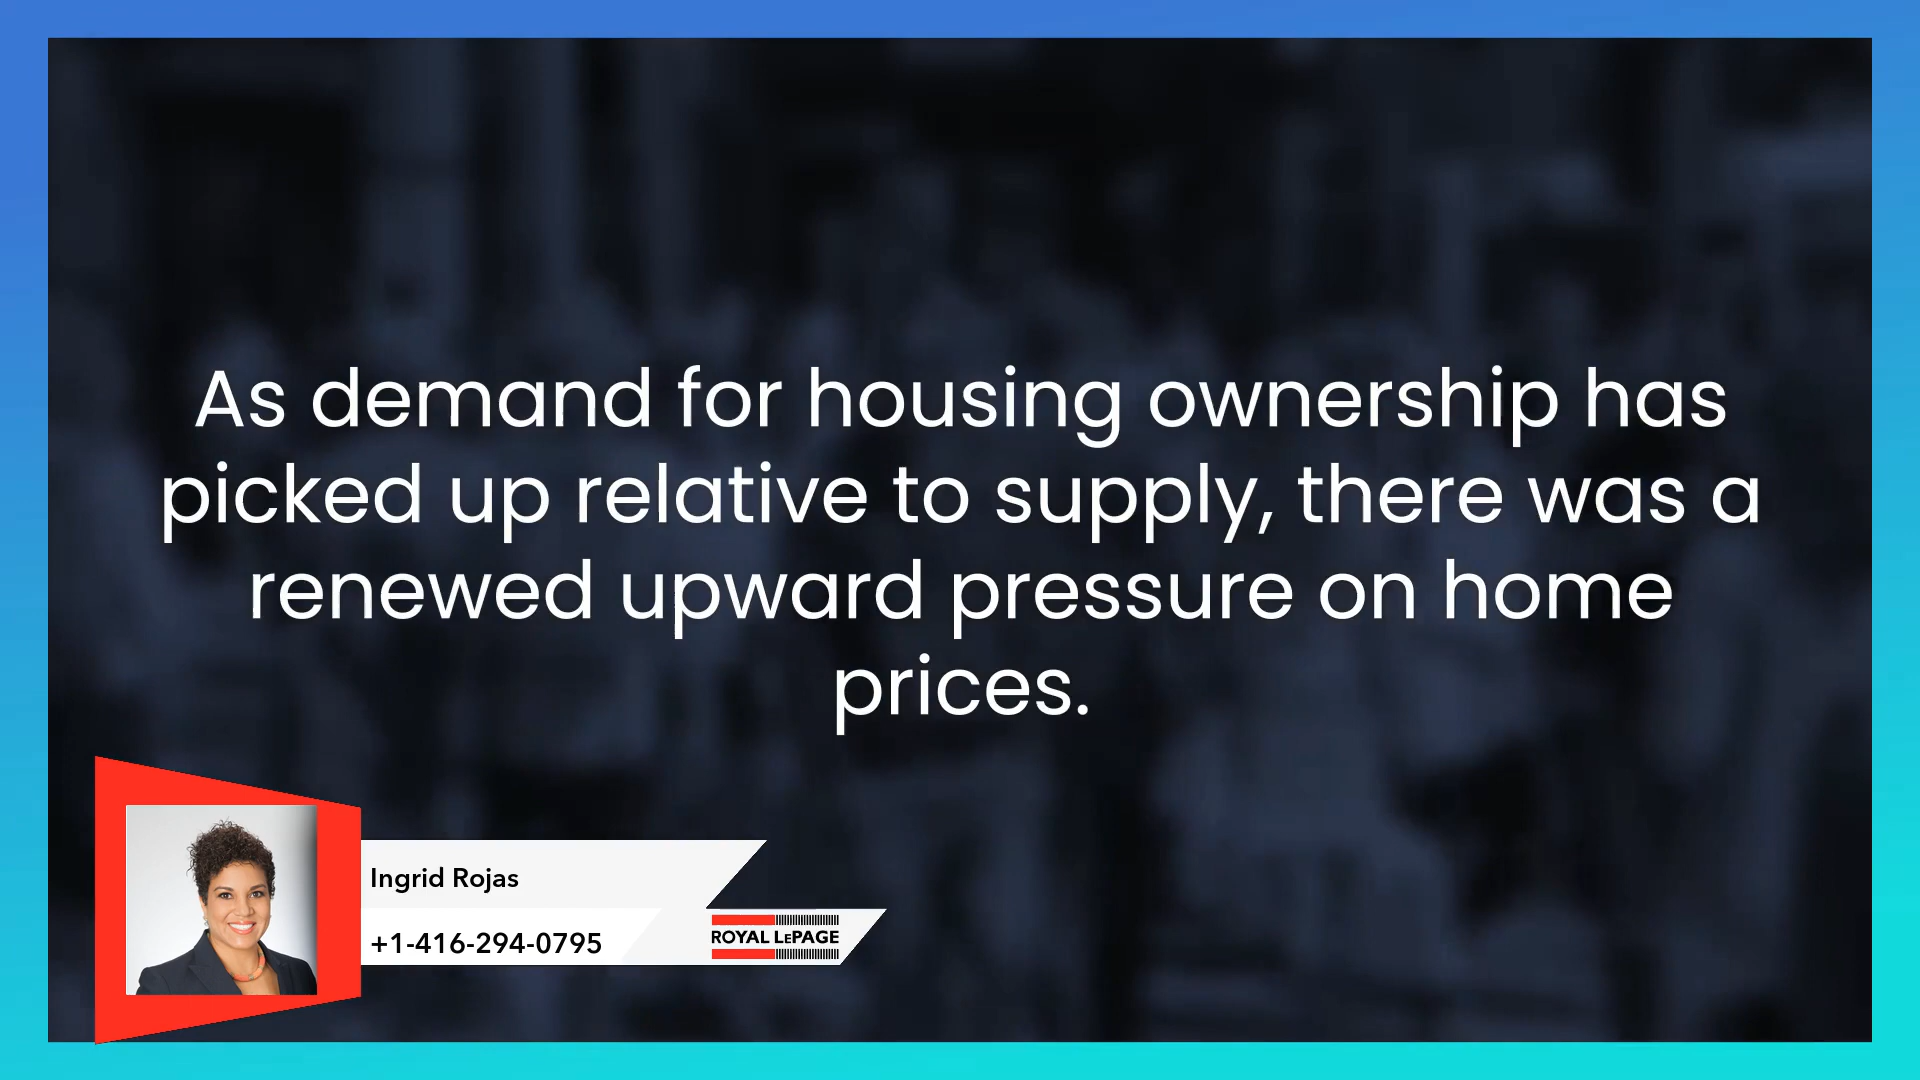 As demand for housing ownership has
picked up relative to supply, there was a
renewed upward pressure on home
prices.
Ingrid Rojas
+1-416-294-0795
ROYAL LEPAGE